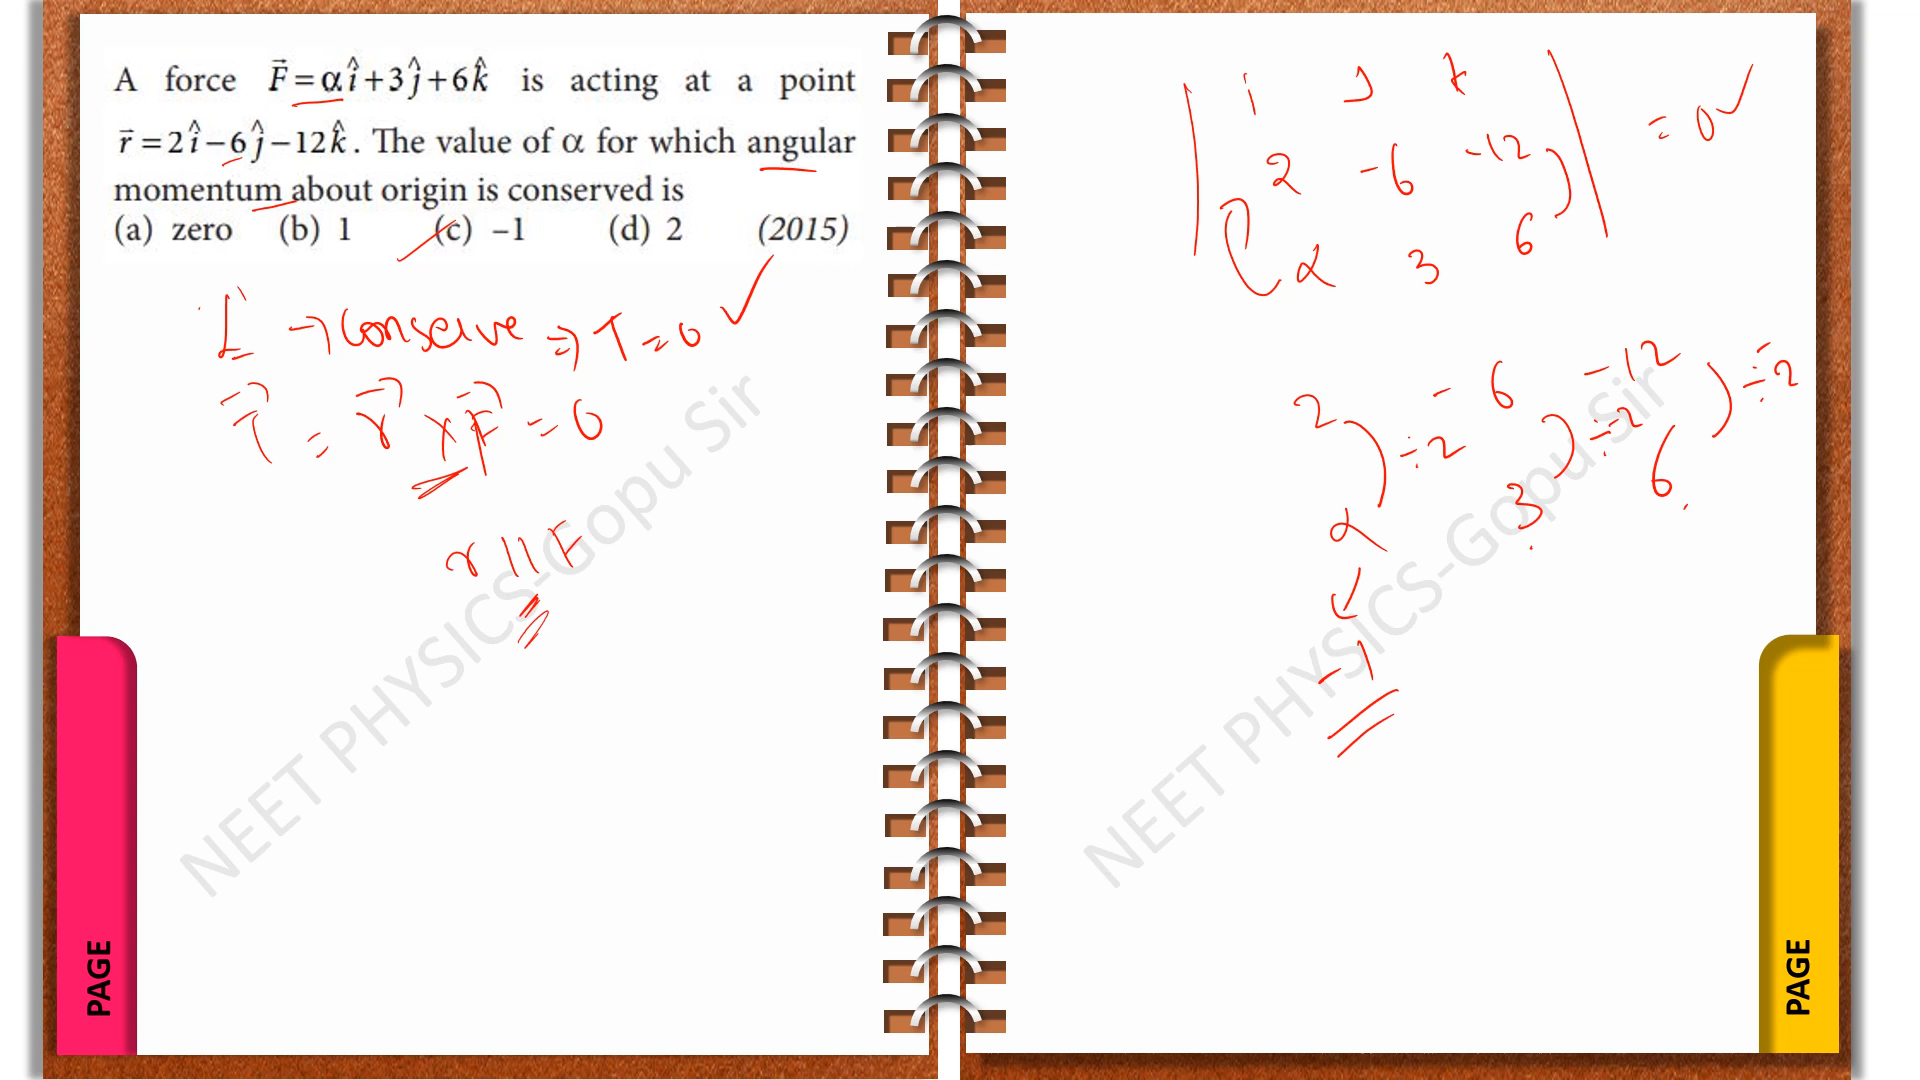 A force F⃗ = αî + 3ĵ + 6k̂ is acting at a point
r⃗ = 2î − 6ĵ − 12k̂. The value of α for which angular
momentum about origin is conserved is
(a) zero (b) 1 (c) −1 (d) 2 (2015)
L → Conserve ⇒ τ = 0 ✓
τ⃗ = r⃗ × F⃗ = 0
r || F
NEET PHYSICS-Gopu Sir
PAGE
i j k
2 -6 -12 = 0 ✓
α 3 6
2 -6 -12
÷2 ÷-2 ÷-2
α 3 6
-1
NEET PHYSICS-Gopu Sir
PAGE